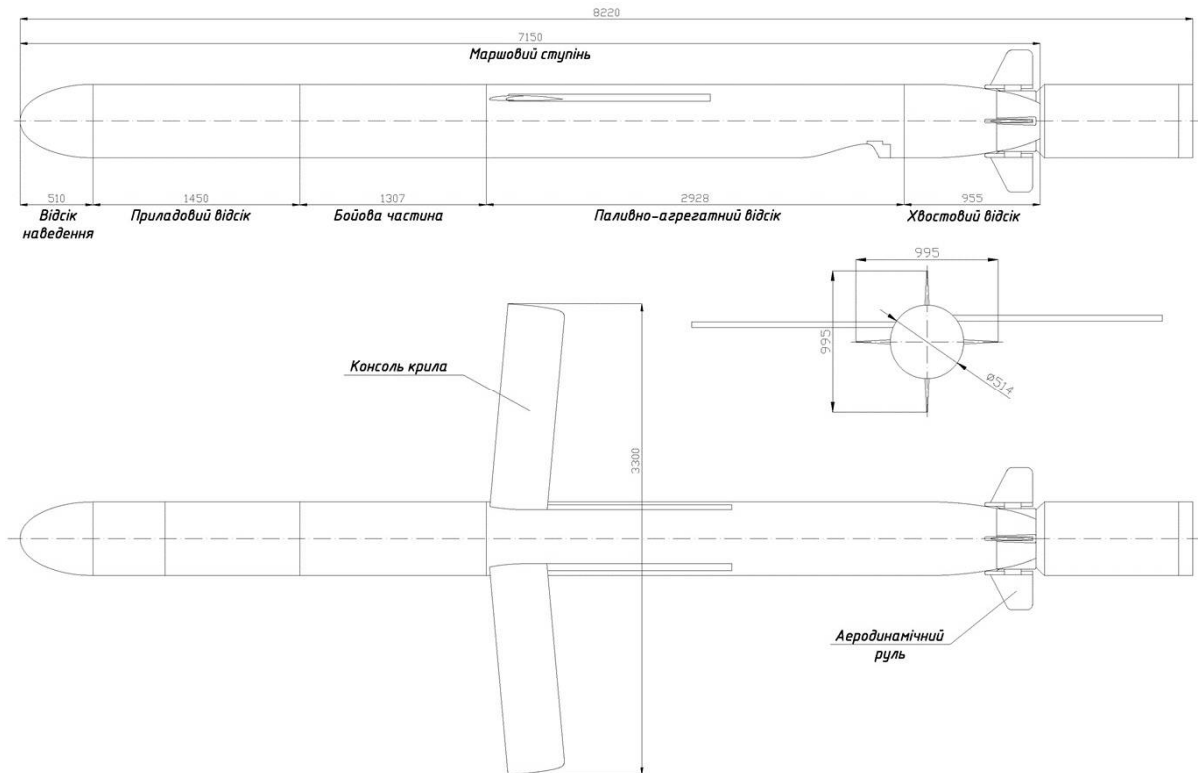 8220
7150
Маршовий ступінь
510
1450
1307
2928
955
Відсік
наведення
Приладовий відсік
Бойова частина
Паливно-агрегатний відсік
Хвостовий відсік
995
995
ø514
Консоль крила
3300
Аеродинамічний
руль